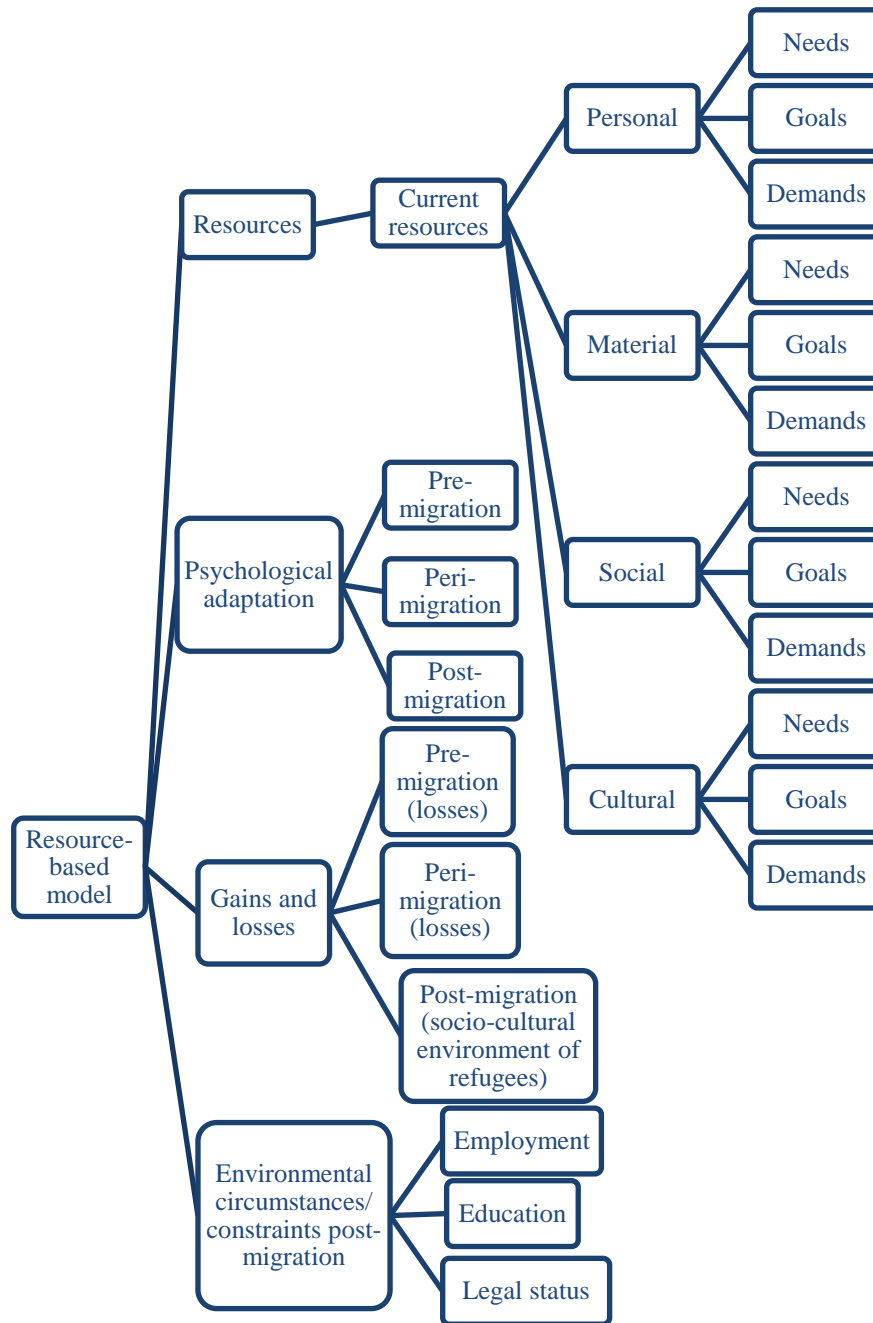 Resource-
based
model
Resources
Current
resources
Personal
Needs
Goals
Demands
Material
Needs
Goals
Demands
Social
Needs
Goals
Demands
Cultural
Needs
Goals
Demands
Psychological
adaptation
Pre-
migration
Peri-
migration
Post-
migration
Gains and
losses
Pre-
migration
(losses)
Peri-
migration
(losses)
Post-migration
(socio-cultural
environment of
refugees)
Environmental
circumstances/
constraints post-
migration
Employment
Education
Legal status